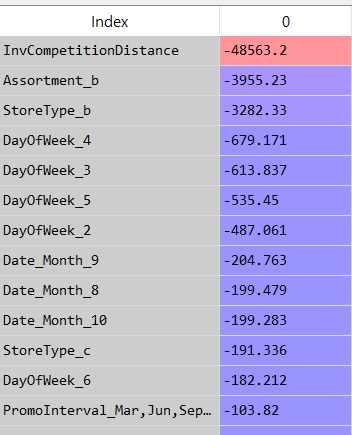 Index 0
InvCompetitionDistance -48563.2
Assortment_b -3955.23
StoreType_b -3282.33
DayOfWeek_4 -679.171
DayOfWeek_3 -613.837
DayOfWeek_5 -535.45
DayOfWeek_2 -487.061
Date_Month_9 -204.763
Date_Month_8 -199.479
Date_Month_10 -199.283
StoreType_c -191.336
DayOfWeek_6 -182.212
PromoInterval_Mar,Jun,Sep… -103.82